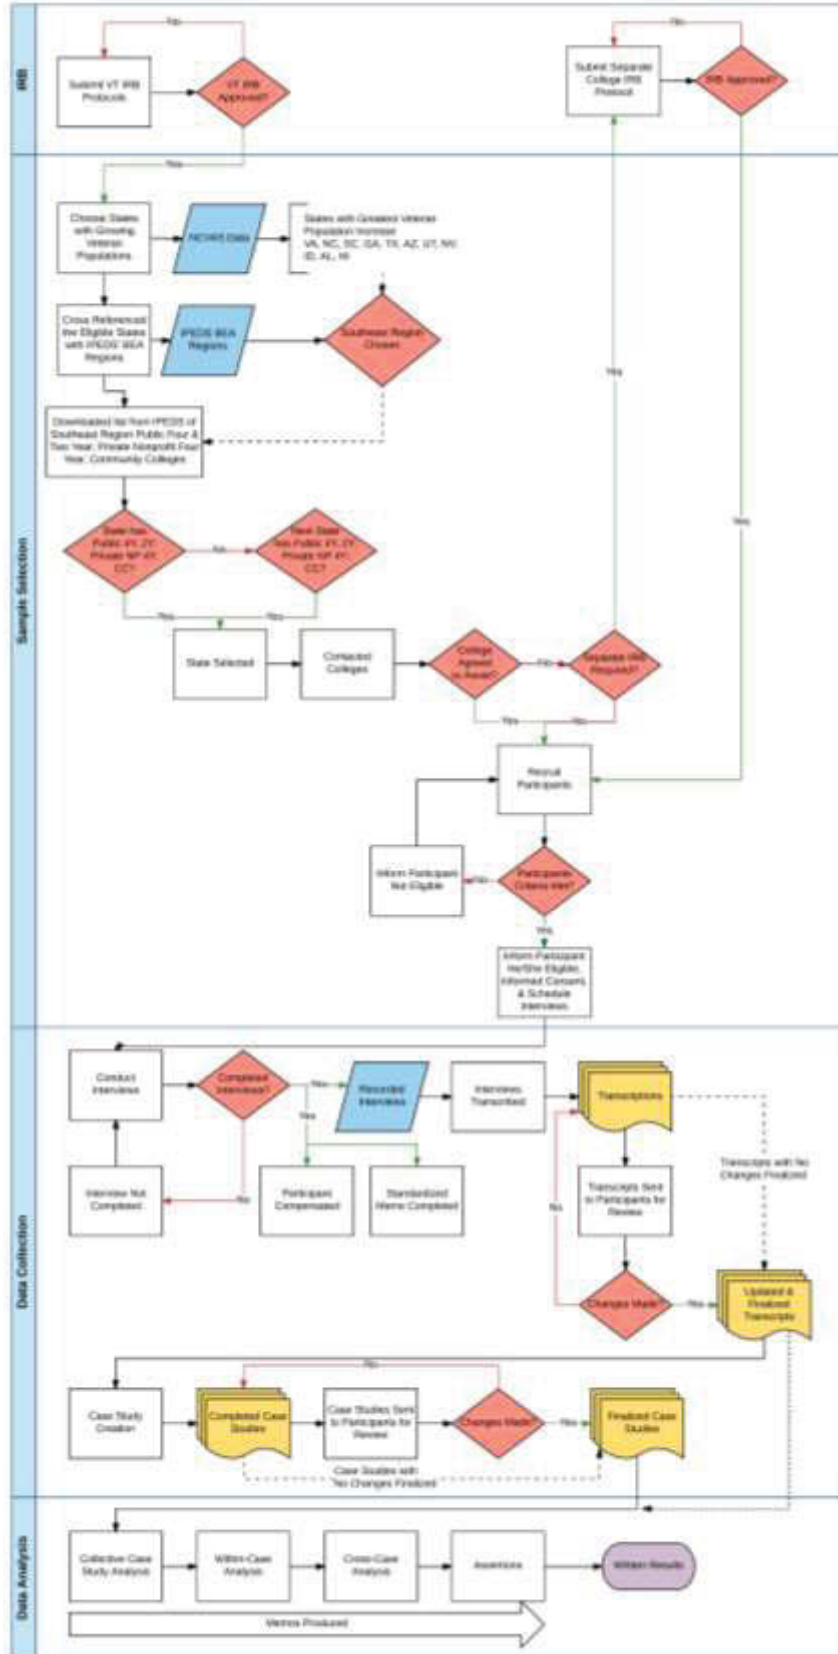 IRB
No
Submit VT IRB
Protocols
VT IRB
Approved?
No
Submit Separate
College IRB
Protocol
IRB Approved?
Sample Selection
Yes
Choose States
with Growing
Veteran
Populations
Data
States with Greatest Veteran
Population Increase
VA, NC, SC, GA, TX, AZ, UT, NV,
ID, AL,
Cross Referenced
the Eligible States
with IPEDS' BEA
Regions
IPEDS BEA
Regions
Southeast Region
Chosen
Yes
Downloaded list from IPEDS of
Southeast Region Public Four &
Two Year, Private Nonprofit Four
Year, Community Colleges
State has
Public 4Y, 2Y,
Private NP 4Y,
CC?
No
Next State
has Public 4Y, 2Y,
Private NP 4Y,
CC?
Yes
Yes
Yes
State Selected
Contacted
Colleges
College
Agreed
to Assist?
No
Separate IRB
Required?
Yes
No
Recruit
Participants
Inform Participant
Not Eligible
No
Participants
Criteria Met?
Yes
Inform Participant
He/She Eligible,
Informed Consent,
& Schedule
Interviews
Data Collection
Conduct
Interviews
Completed
Interviews?
Yes
Recorded
Interviews
Interviews
Transcribed
Transcriptions
Yes
Transcripts with No
Changes Finalized
Interview Not
Completed
No
Participant
Compensated
Standardized
Memo Completed
No
Transcripts Sent
to Participants for
Review
Changes Made?
Yes
Updated &
Finalized
Transcripts
No
Case Study
Creation
Completed Case
Studies
Case Studies Sent
to Participants for
Review
Changes Made?
Yes
Finalized Case
Studies
Case Studies with
No Changes Finalized
Data Analysis
Collective Case
Study Analysis
Within-Case
Analysis
Cross-Case
Analysis
Assertions
Written Results
Memos Produced